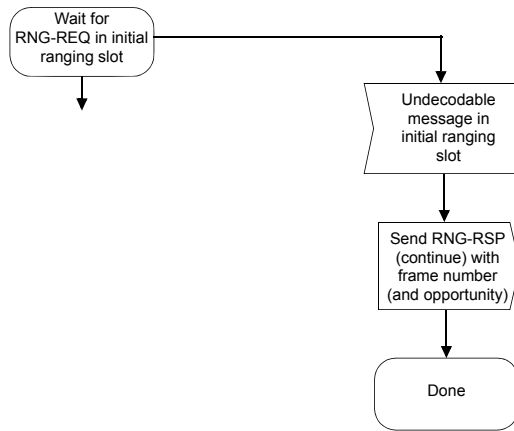 Wait for
RNG-REQ in initial
ranging slot
Undecodable
message in
initial ranging
slot
Send RNG-RSP
(continue) with
frame number
(and opportunity)
Done